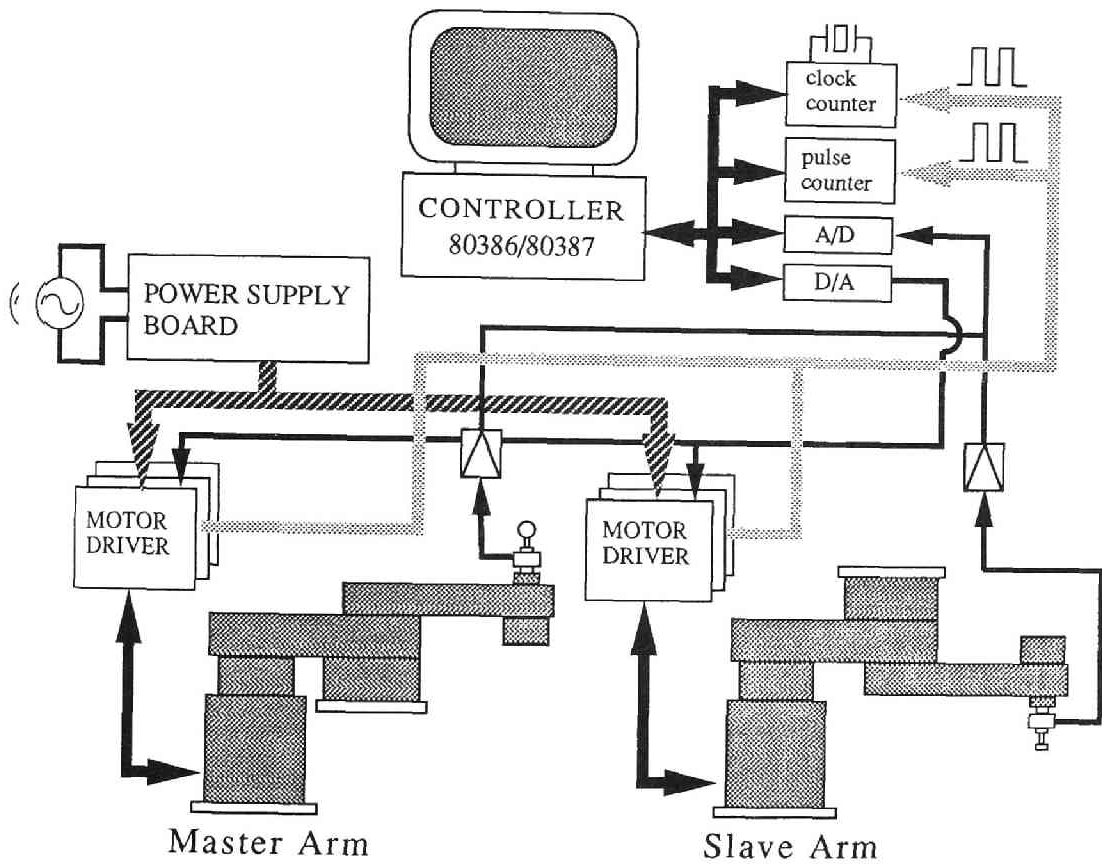 clock
counter
pulse
counter
CONTROLLER
80386/80387
A/D
D/A
POWER SUPPLY
BOARD
MOTOR
DRIVER
MOTOR
DRIVER
Master Arm
Slave Arm